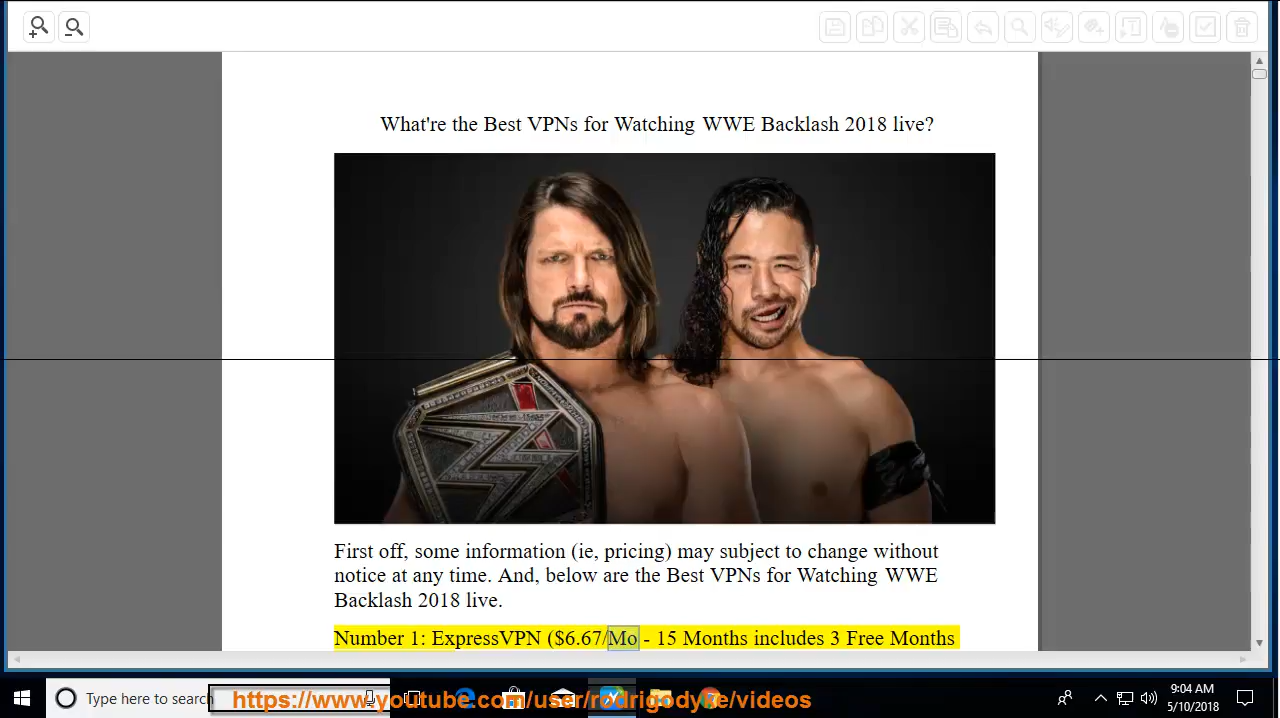 What're the Best VPNs for Watching WWE Backlash 2018 live?
First off, some information (ie, pricing) may subject to change without
notice at any time. And, below are the Best VPNs for Watching WWE
Backlash 2018 live.
Number 1: ExpressVPN ($6.67/Mo - 15 Months includes 3 Free Months
Type here to search
https://www.youtube.com/user/rodrigodyke/videos
9:04 AM
5/10/2018